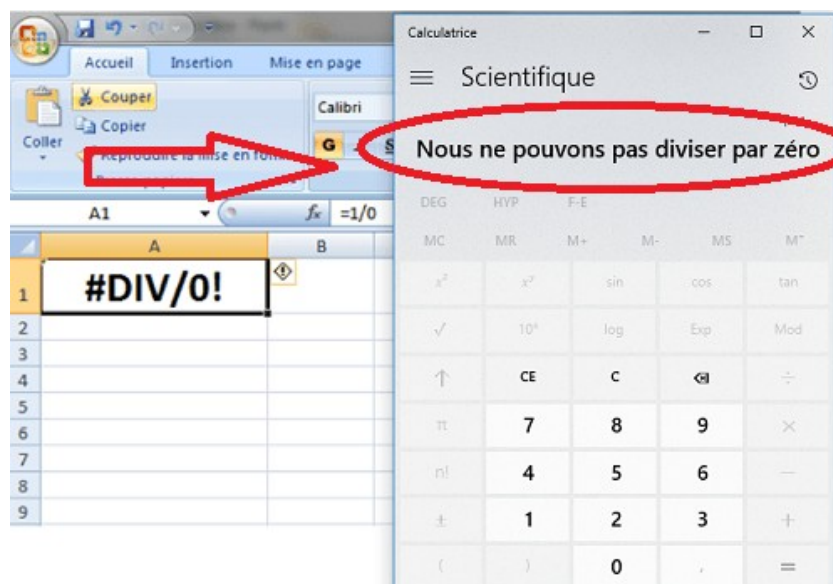 Accueil Insertion Mise en page
Couper
Copier
Reproduire la mise en
Coller
Calibri
G S
A1 fx =1/0
A B
1 #DIV/0!
2
3
4
5
6
7
8
9
Calculatrice
Scientifique
Nous ne pouvons pas diviser par zéro
DEG HYP F-E
MC MR M+ M- MS M˅
sin cos tan
√ log Exp Mod
↑ CE C ÷
π 7 8 9 ×
n! 4 5 6 —
± 1 2 3 +
( ) 0 , =